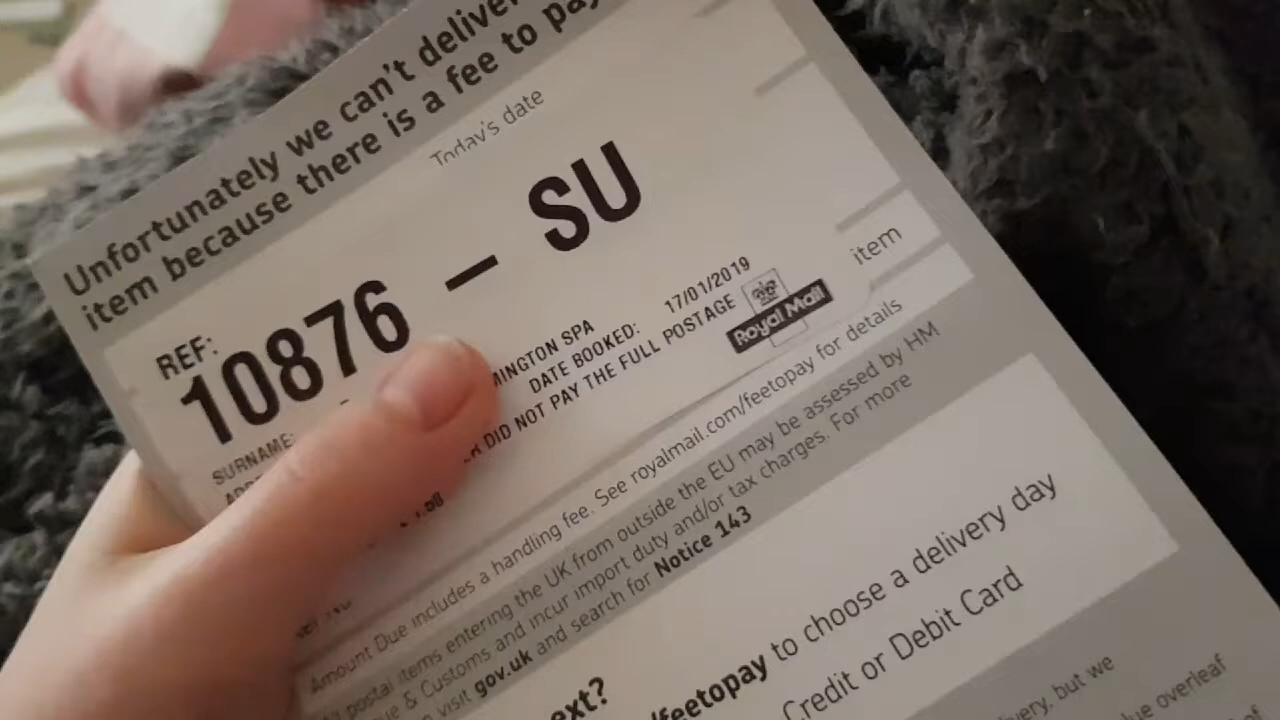 Unfortunately we can't deliver
item because there is a fee to pay
Today's date
REF:
10876 – SU
SURNAME:
SPA
DATE BOOKED: 17/01/2019
DID NOT PAY THE FULL POSTAGE
Royal Mail
item
Amount Due includes a handling fee. See royalmail.com/feetopay for details
postal items entering the UK from outside the EU may be assessed by HM
& Customs and incur import duty and/or tax charges. For more
visit gov.uk and search for Notice 143
/feetopay to choose a delivery day
Credit or Debit Card
but we
overleaf
of